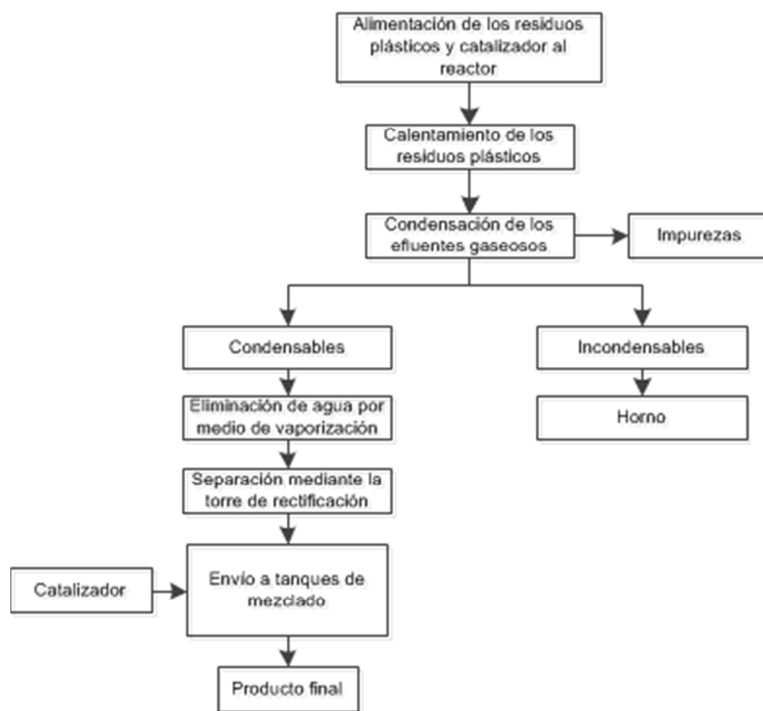 Alimentación de los residuos
plásticos y catalizador al
reactor
Calentamiento de los
residuos plásticos
Condensación de los
efluentes gaseosos
Impurezas
Condensables
Incondensables
Eliminación de agua por
medio de vaporización
Horno
Separación mediante la
torre de rectificación
Catalizador
Envío a tanques de
mezclado
Producto final